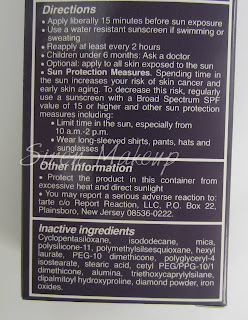 Directions
• Apply liberally 15 minutes before sun exposure
• Use a water resistant sunscreen if swimming or
sweating
• Reapply at least every 2 hours
• Children under 6 months: Ask a doctor
• Optional: apply to all skin exposed to the sun
• Sun Protection Measures. Spending time in
the sun increases your risk of skin cancer and
early skin aging. To decrease this risk, regularly
use a sunscreen with a Broad Spectrum SPF
value of 15 or higher and other sun protection
measures including:
• Limit time in the sun, especially from
10 a.m.-2 p.m.
• Wear long-sleeved shirts, pants, hats and
sunglasses
Makeup
Other Information
• Protect the product in this container from
excessive heat and direct sunlight
• You may report a serious adverse reaction to:
tarte c/o Report Reaction, LLC, P.O. Box 22,
Plainsboro, New Jersey 08536-0222.
Inactive ingredients
Cyclopentasiloxane, isododecane, mica,
polysilicone-11, polymethylsilsesquioxane, hexyl
laurate, PEG-10 dimethicone, polyglyceryl-4
isostearate, stearic acid, cetyl PEG/PPG-10/1
dimethicone, alumina, triethoxycaprylylsilane,
dipalmitoyl hydroxyproline, diamond powder, iron
oxides.